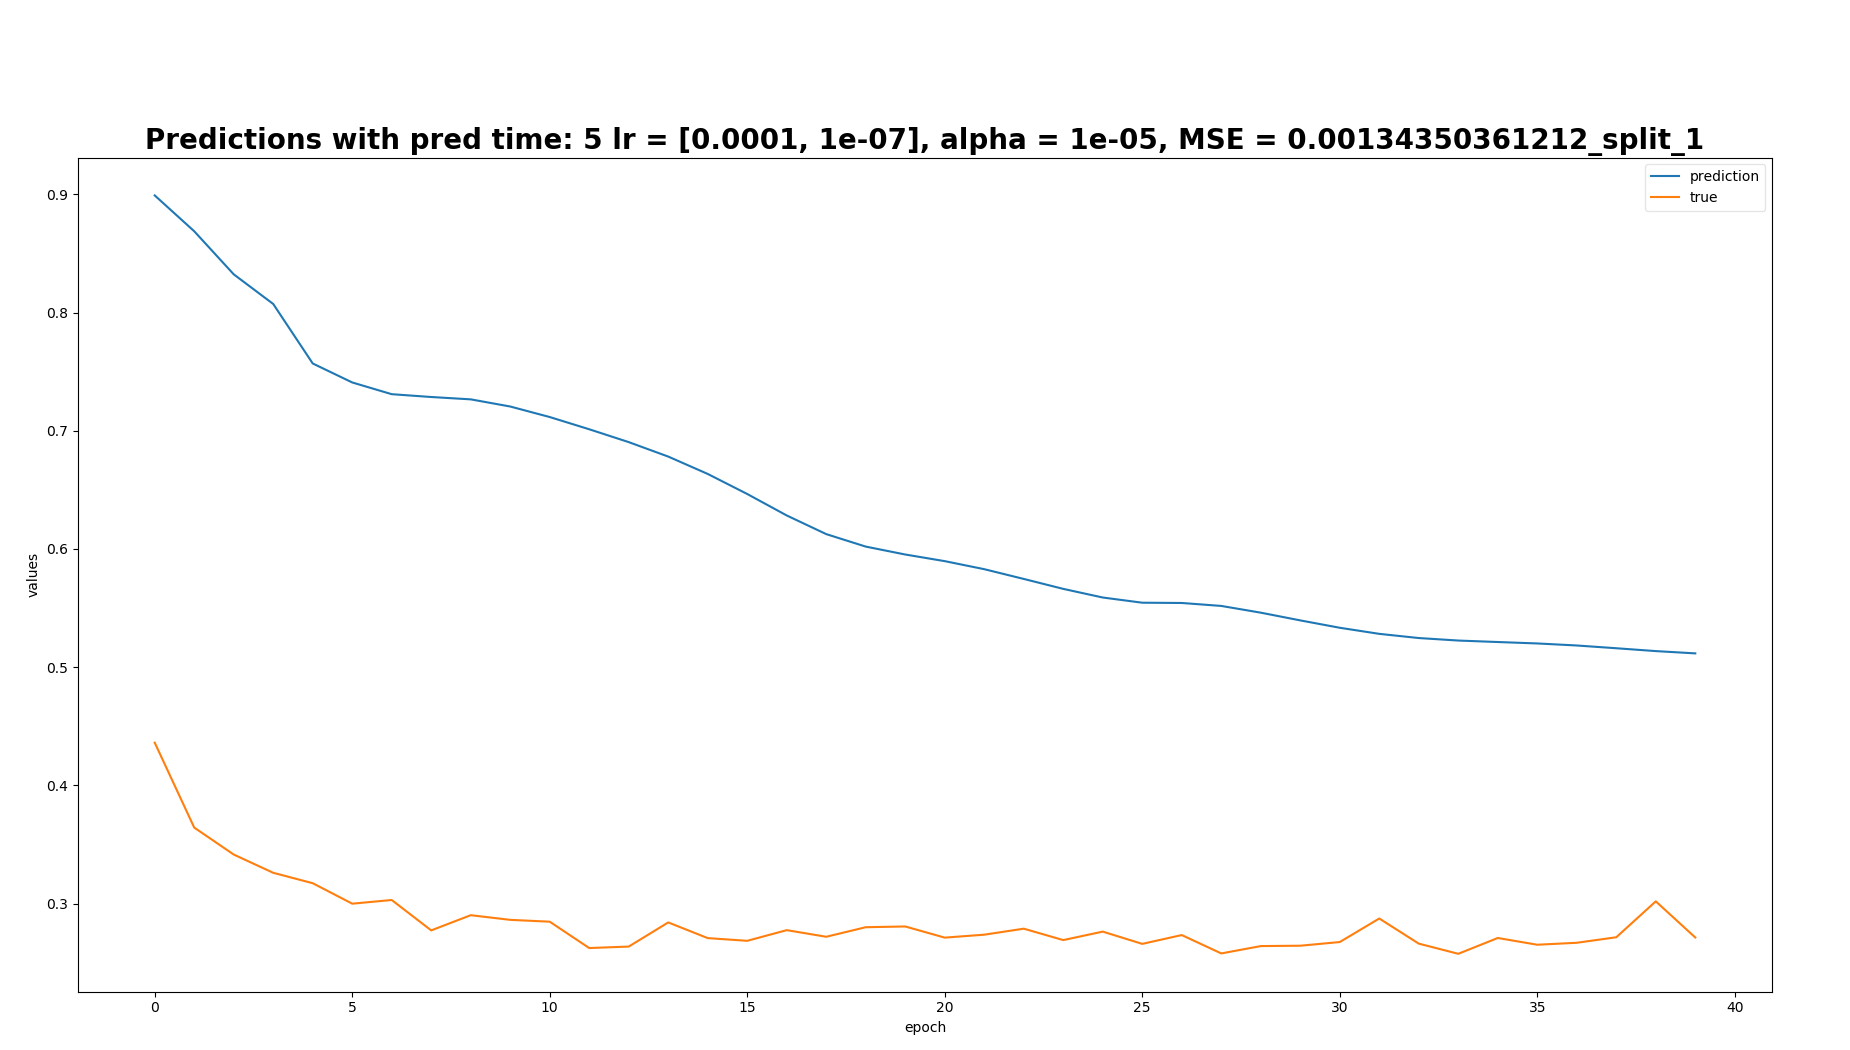 Predictions with pred time: 5 lr = [0.0001, 1e-07], alpha = 1e-05, MSE = 0.00134350361212_split_1
prediction
true
0.9
0.8
0.7
0.6
0.5
0.4
0.3
values
0 5 10 15 20 25 30 35 40
epoch